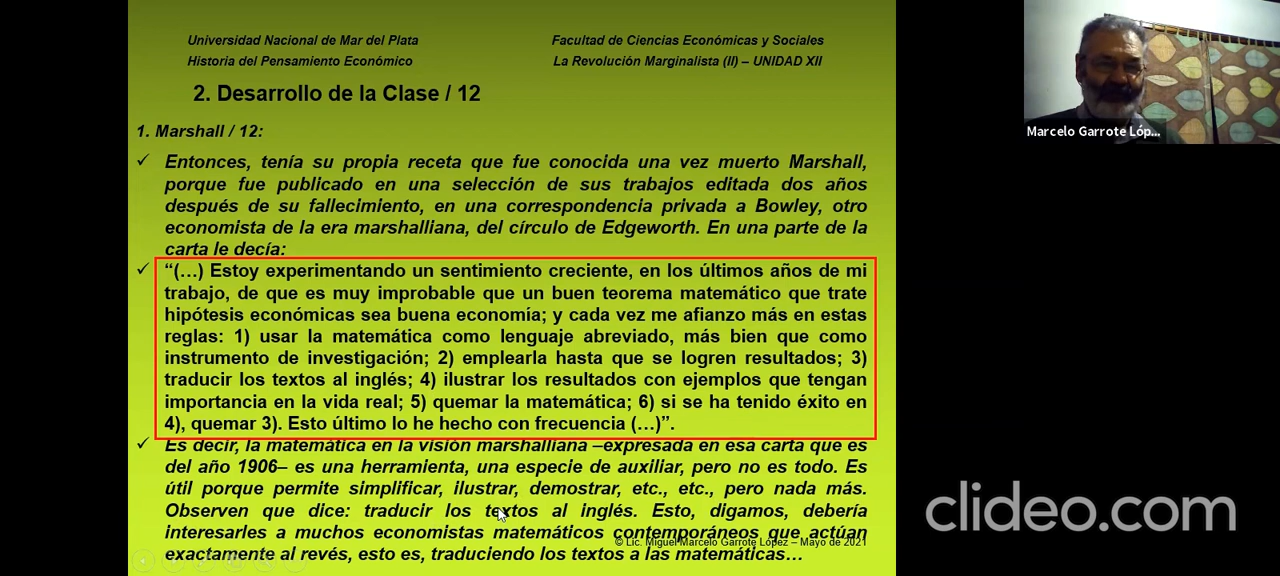 Universidad Nacional de Mar del Plata
Facultad de Ciencias Económicas y Sociales
Historia del Pensamiento Económico
La Revolución Marginalista (II) – UNIDAD XII
2. Desarrollo de la Clase / 12
1. Marshall / 12:
✓ Entonces, tenía su propia receta que fue conocida una vez muerto Marshall,
porque fue publicado en una selección de sus trabajos editada dos años
después de su fallecimiento, en una correspondencia privada a Bowley, otro
economista de la era marshalliana, del círculo de Edgeworth. En una parte de la
carta le decía:
✓ “(…) Estoy experimentando un sentimiento creciente, en los últimos años de mi
trabajo, de que es muy improbable que un buen teorema matemático que trate
hipótesis económicas sea buena economía; y cada vez me afianzo más en estas
reglas: 1) usar la matemática como lenguaje abreviado, más bien que como
instrumento de investigación; 2) emplearla hasta que se logren resultados; 3)
traducir los textos al inglés; 4) ilustrar los resultados con ejemplos que tengan
importancia en la vida real; 5) quemar la matemática; 6) si se ha tenido éxito en
4), quemar 3). Esto último lo he hecho con frecuencia (…)”.
✓ Es decir, la matemática en la visión marshalliana –expresada en esa carta que es
del año 1906– es una herramienta, una especie de auxiliar, pero no es todo. Es
útil porque permite simplificar, ilustrar, demostrar, etc., etc., pero nada más.
Observen que dice: traducir los textos al inglés. Esto, digamos, debería
interesarles a muchos economistas matemáticos contemporáneos que actúan
exactamente al revés, esto es, traduciendo los textos a las matemáticas…
© Lic. Miguel Marcelo Garrote López – Mayo de 2021
Marcelo Garrote Lóp...
clideo.com